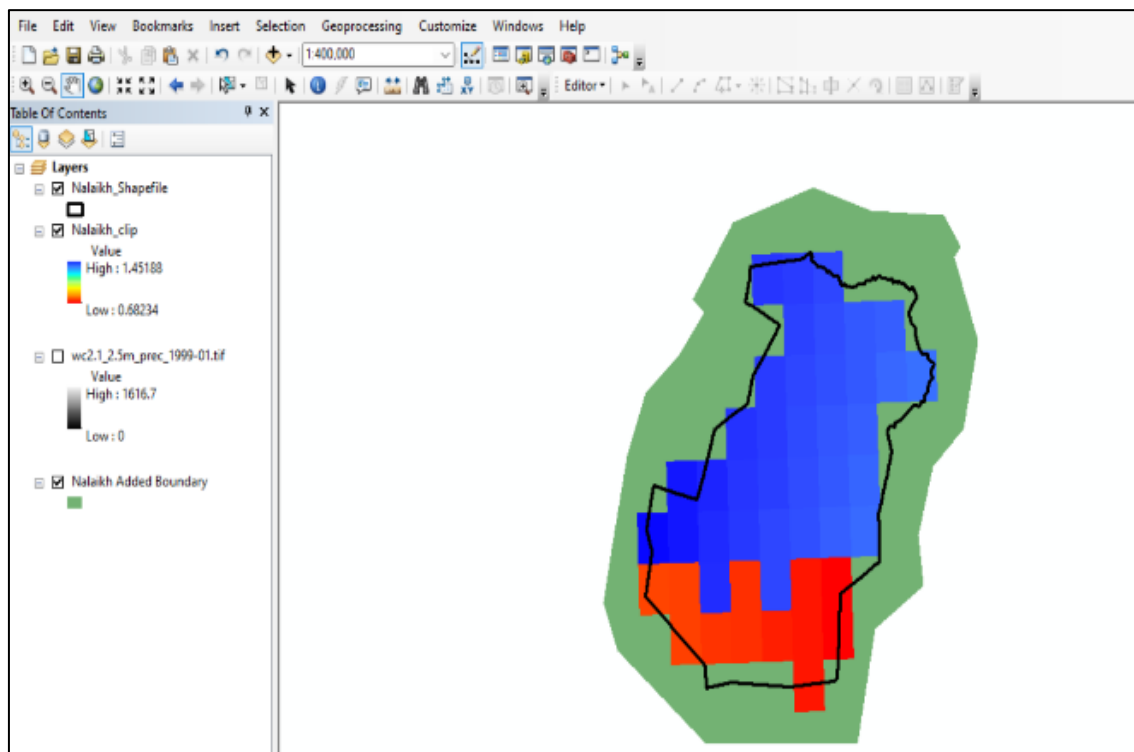 File Edit View Bookmarks Insert Selection Geoprocessing Customize Windows Help
1:400,000
Editor
Table Of Contents
Layers
Nalaikh_Shapefile
Nalaikh_clip
Value
High : 1.45188
Low : 0.68234
wc2.1_2.5m_prec_1999-01.tif
Value
High : 1616.7
Low : 0
Nalaikh Added Boundary